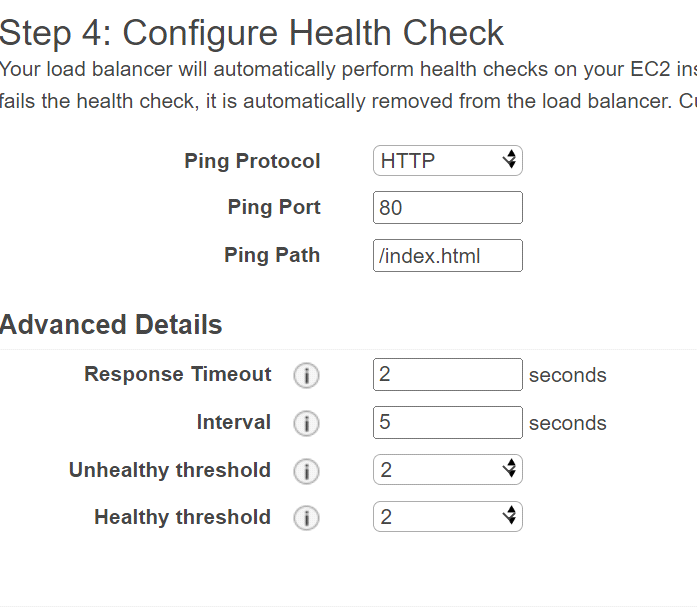 Step 4: Configure Health Check
Your load balancer will automatically perform health checks on your EC2
fails the health check, it is automatically removed from the load balancer.
Ping Protocol HTTP
Ping Port 80
Ping Path /index.html
Advanced Details
Response Timeout i 2 seconds
Interval i 5 seconds
Unhealthy threshold i 2
Healthy threshold i 2